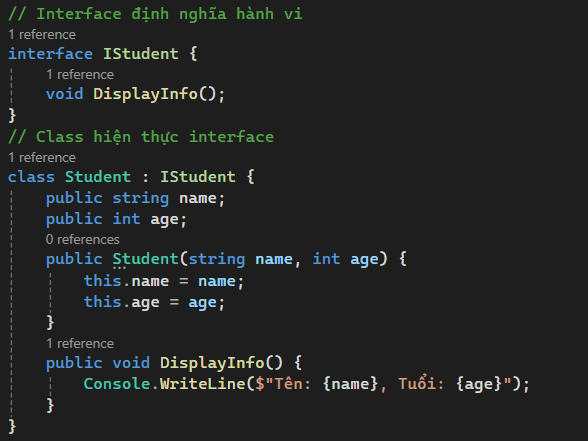 // Interface định nghĩa hành vi
1 reference
interface IStudent {
1 reference
void DisplayInfo();
}
// Class hiện thực interface
1 reference
class Student : IStudent {
public string name;
public int age;
0 references
public Student(string name, int age) {
this.name = name;
this.age = age;
}
1 reference
public void DisplayInfo() {
Console.WriteLine($"Tên: {name}, Tuổi: {age}");
}
}